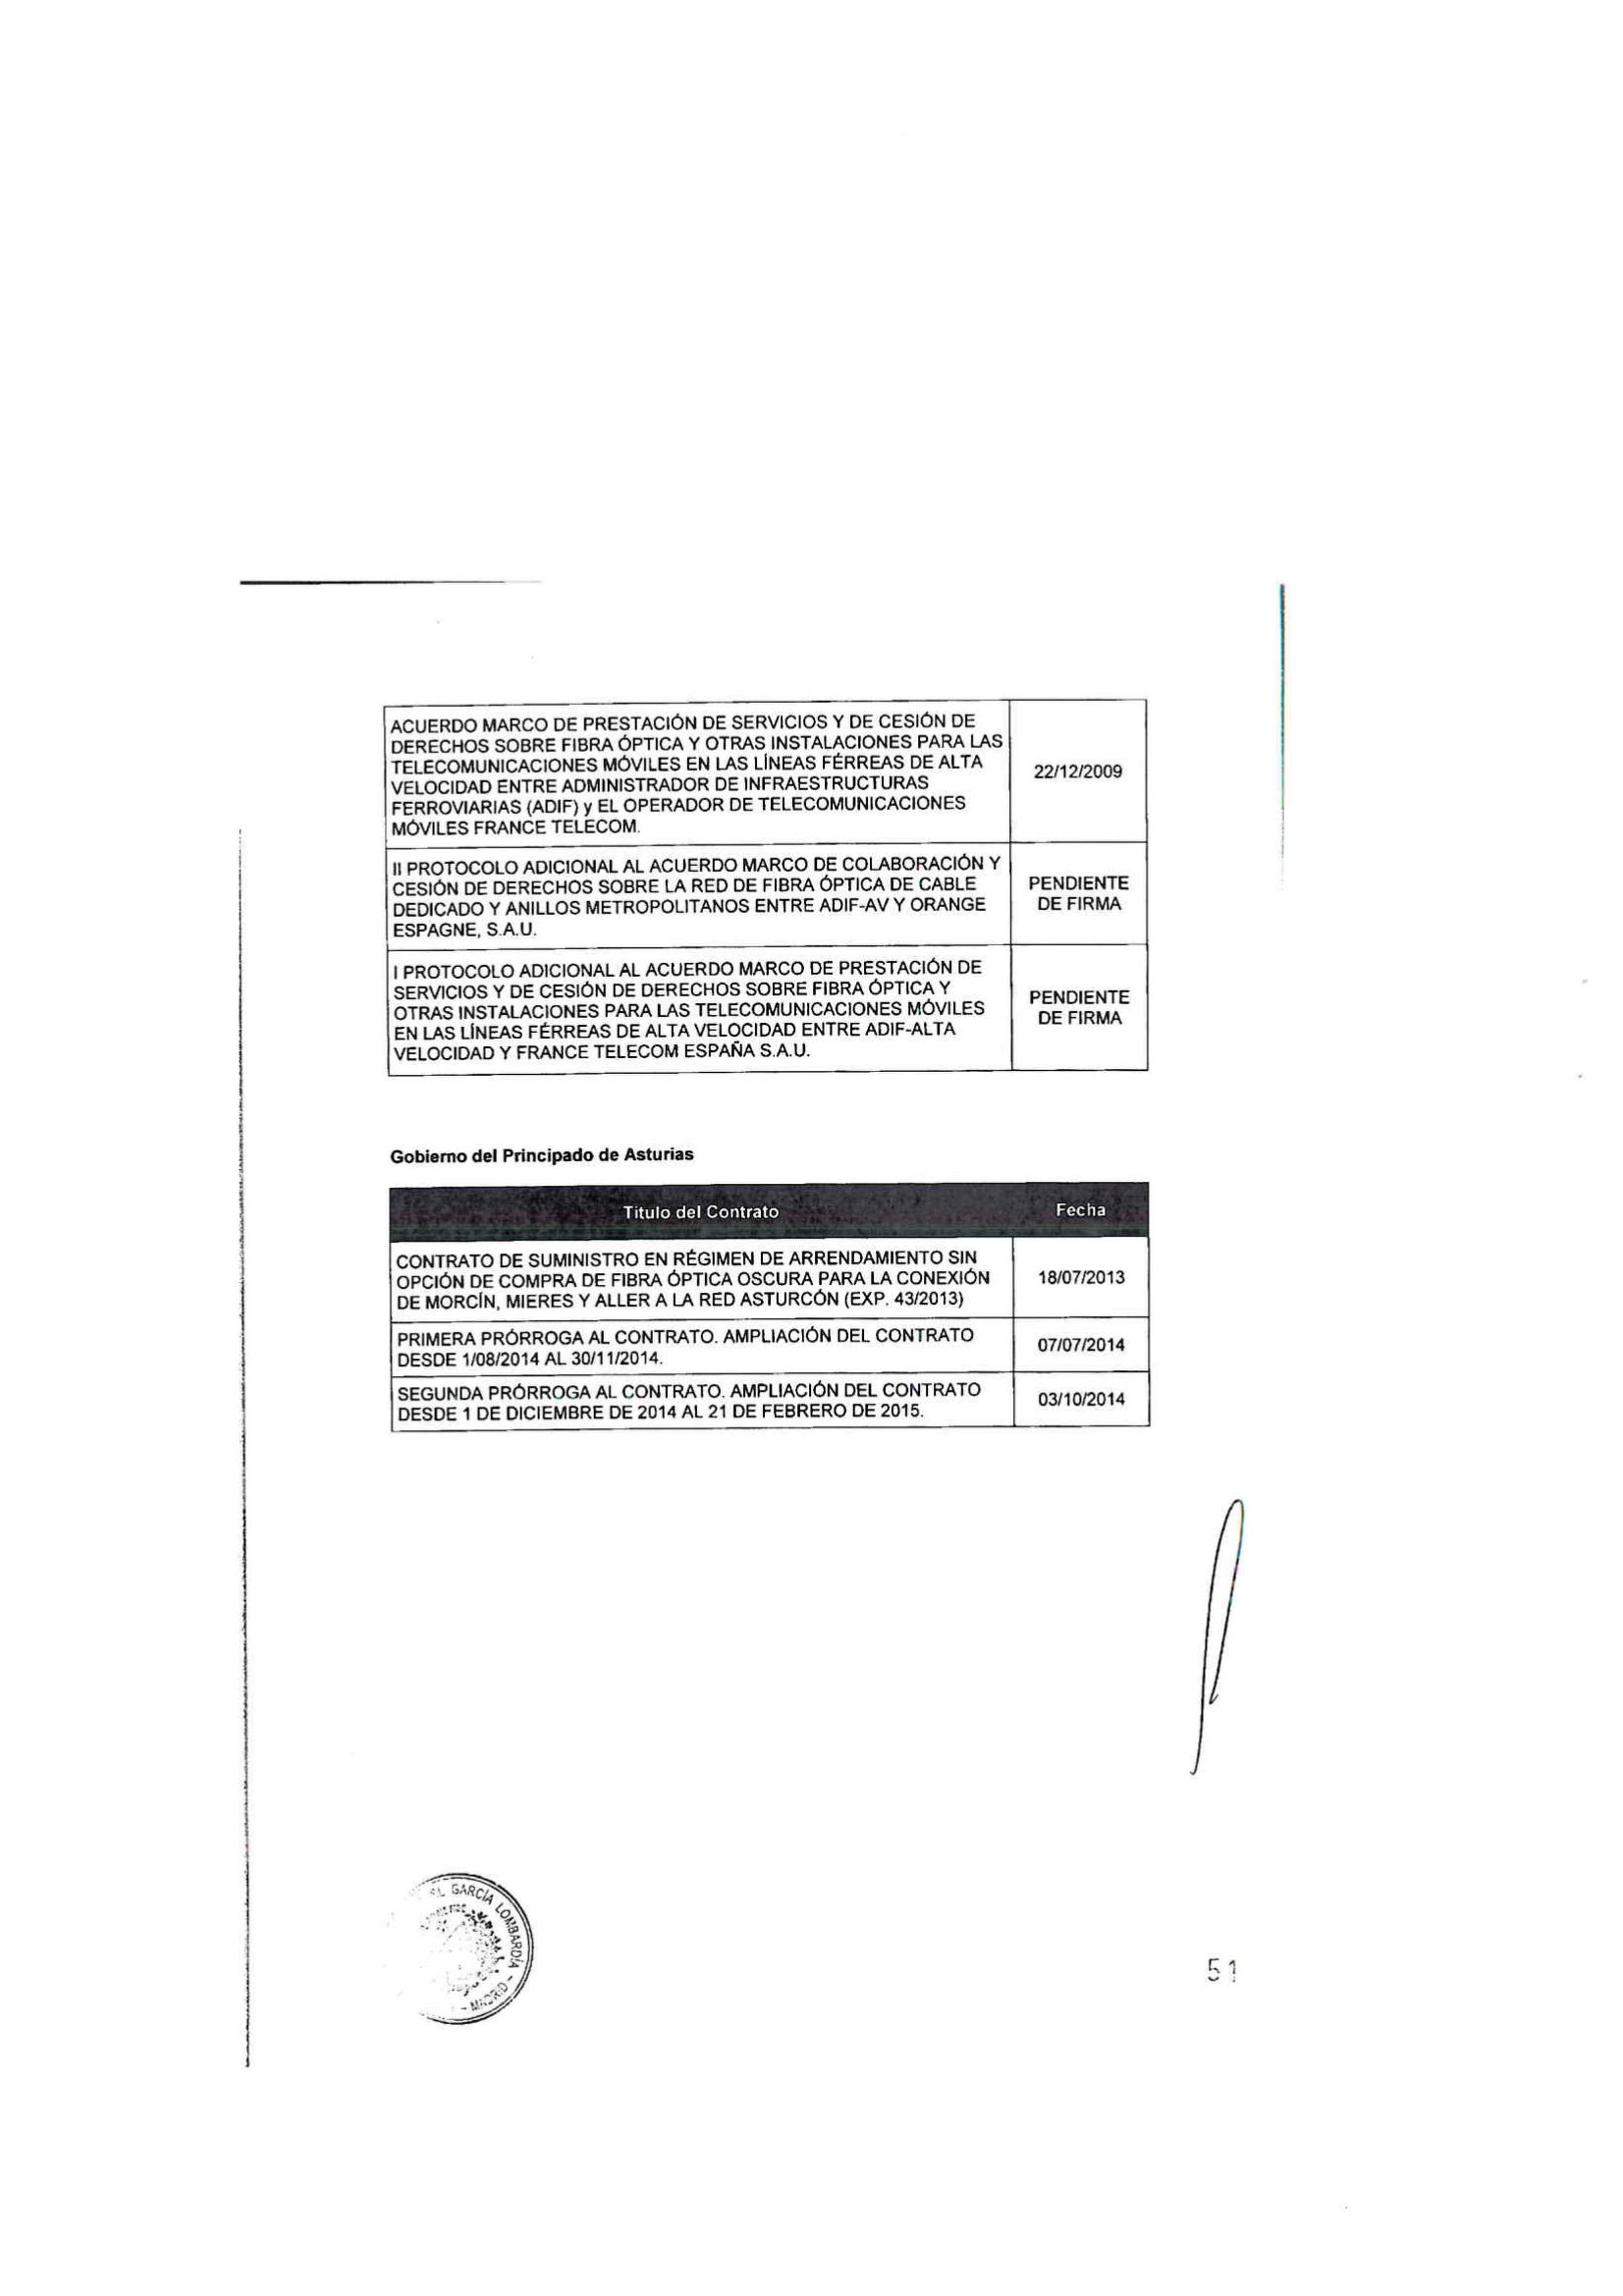 ACUERDO MARCO DE PRESTACIÓN DE SERVICIOS Y DE CESIÓN DE
DERECHOS SOBRE FIBRA ÓPTICA Y OTRAS INSTALACIONES PARA LAS
TELECOMUNICACIONES MÓVILES EN LAS LÍNEAS FÉRREAS DE ALTA
VELOCIDAD ENTRE ADMINISTRADOR DE INFRAESTRUCTURAS
FERROVIARIAS (ADIF) y EL OPERADOR DE TELECOMUNICACIONES
MÓVILES FRANCE TELECOM.
22/12/2009
II PROTOCOLO ADICIONAL AL ACUERDO MARCO DE COLABORACIÓN Y
CESIÓN DE DERECHOS SOBRE LA RED DE FIBRA ÓPTICA DE CABLE
DEDICADO Y ANILLOS METROPOLITANOS ENTRE ADIF-AV Y ORANGE
ESPAGNE, S.A.U.
PENDIENTE
DE FIRMA
I PROTOCOLO ADICIONAL AL ACUERDO MARCO DE PRESTACIÓN DE
SERVICIOS Y DE CESIÓN DE DERECHOS SOBRE FIBRA ÓPTICA Y
OTRAS INSTALACIONES PARA LAS TELECOMUNICACIONES MÓVILES
EN LAS LÍNEAS FÉRREAS DE ALTA VELOCIDAD ENTRE ADIF-ALTA
VELOCIDAD Y FRANCE TELECOM ESPAÑA S.A.U.
PENDIENTE
DE FIRMA
Gobierno del Principado de Asturias
Titulo del Contrato
Fecha
CONTRATO DE SUMINISTRO EN RÉGIMEN DE ARRENDAMIENTO SIN
OPCIÓN DE COMPRA DE FIBRA ÓPTICA OSCURA PARA LA CONEXIÓN
DE MORCÍN, MIERES Y ALLER A LA RED ASTURCÓN (EXP. 43/2013)
18/07/2013
PRIMERA PRÓRROGA AL CONTRATO. AMPLIACIÓN DEL CONTRATO
DESDE 1/08/2014 AL 30/11/2014.
07/07/2014
SEGUNDA PRÓRROGA AL CONTRATO. AMPLIACIÓN DEL CONTRATO
DESDE 1 DE DICIEMBRE DE 2014 AL 21 DE FEBRERO DE 2015.
03/10/2014
GARCÍA LOMBARDÍA - MADRID -
51